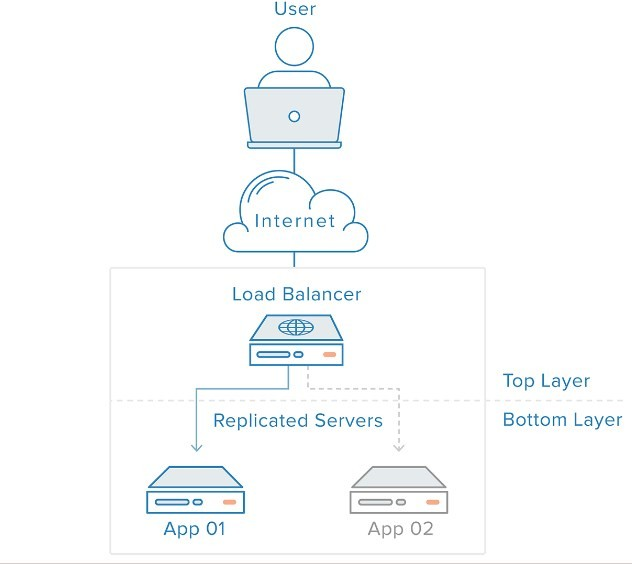 User
Internet
Load Balancer
Top Layer
Replicated Servers
Bottom Layer
App 01
App 02